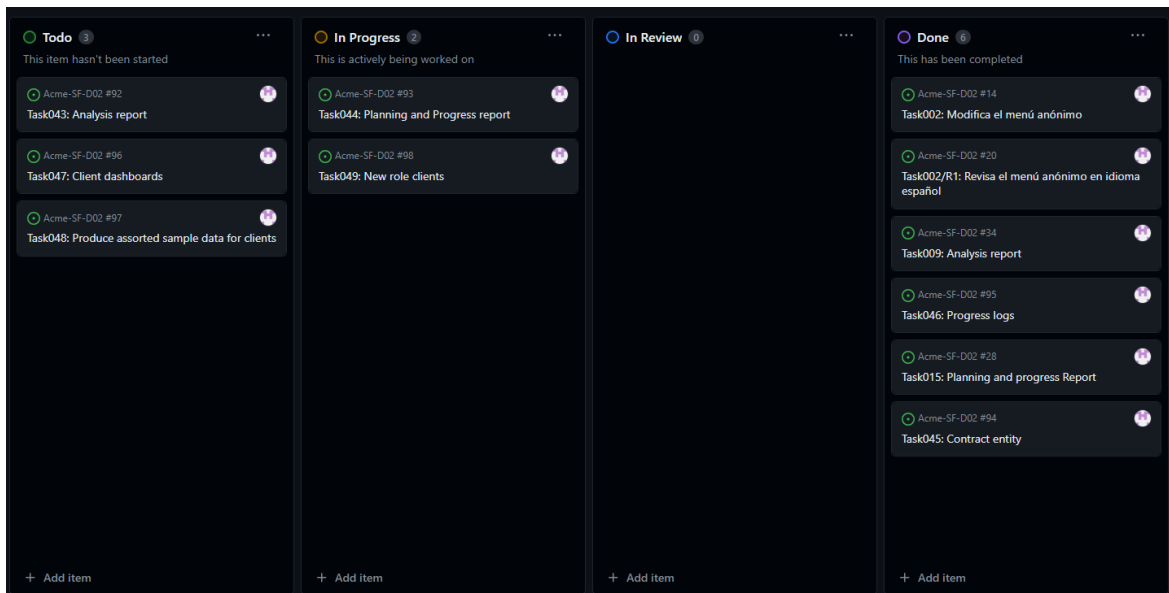 Todo 3 ...
This item hasn't been started
Acme-SF-D02 #92
Task043: Analysis report
Acme-SF-D02 #96
Task047: Client dashboards
Acme-SF-D02 #97
Task048: Produce assorted sample data for clients
+ Add item
In Progress 2 ...
This is actively being worked on
Acme-SF-D02 #93
Task044: Planning and Progress report
Acme-SF-D02 #98
Task049: New role clients
+ Add item
In Review 0 ...
+ Add item
Done 6 ...
This has been completed
Acme-SF-D02 #14
Task002: Modifica el menú anónimo
Acme-SF-D02 #20
Task002/R1: Revisa el menú anónimo en idioma
español
Acme-SF-D02 #34
Task009: Analysis report
Acme-SF-D02 #95
Task046: Progress logs
Acme-SF-D02 #28
Task015: Planning and progress Report
Acme-SF-D02 #94
Task045: Contract entity
+ Add item